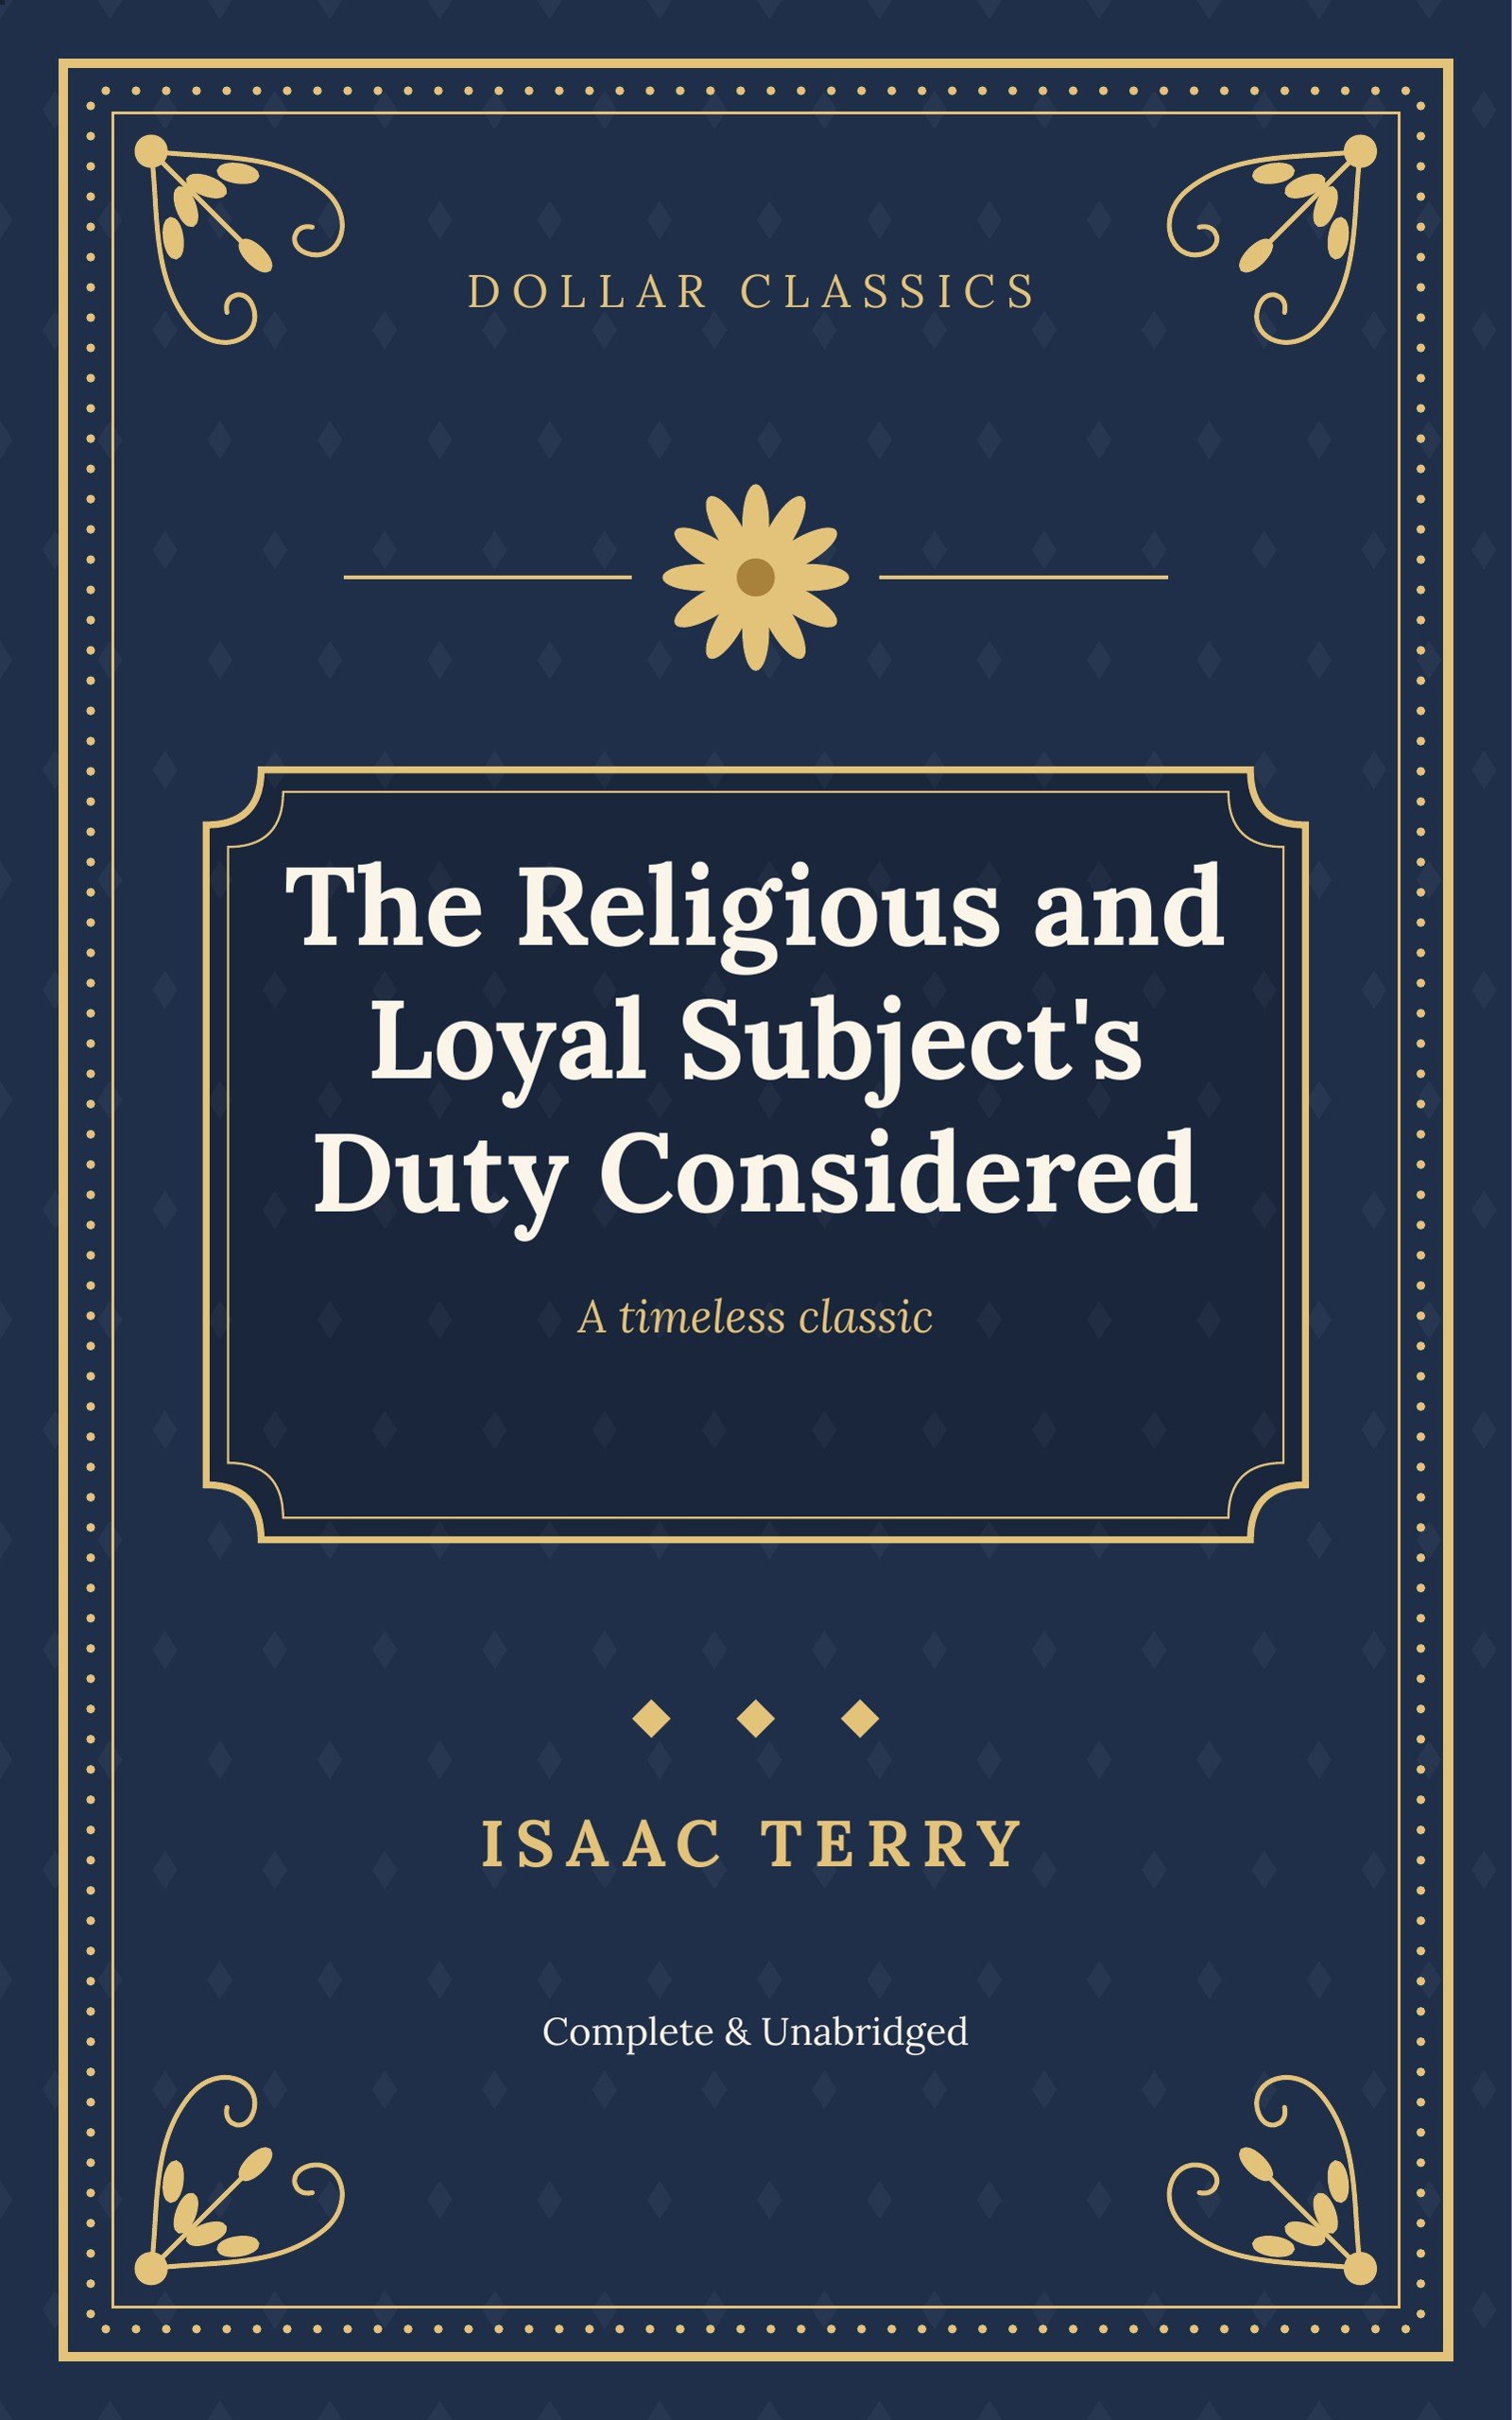 DOLLAR CLASSICS
The Religious and
Loyal Subject's
Duty Considered
A timeless classic
ISAAC TERRY
Complete & Unabridged